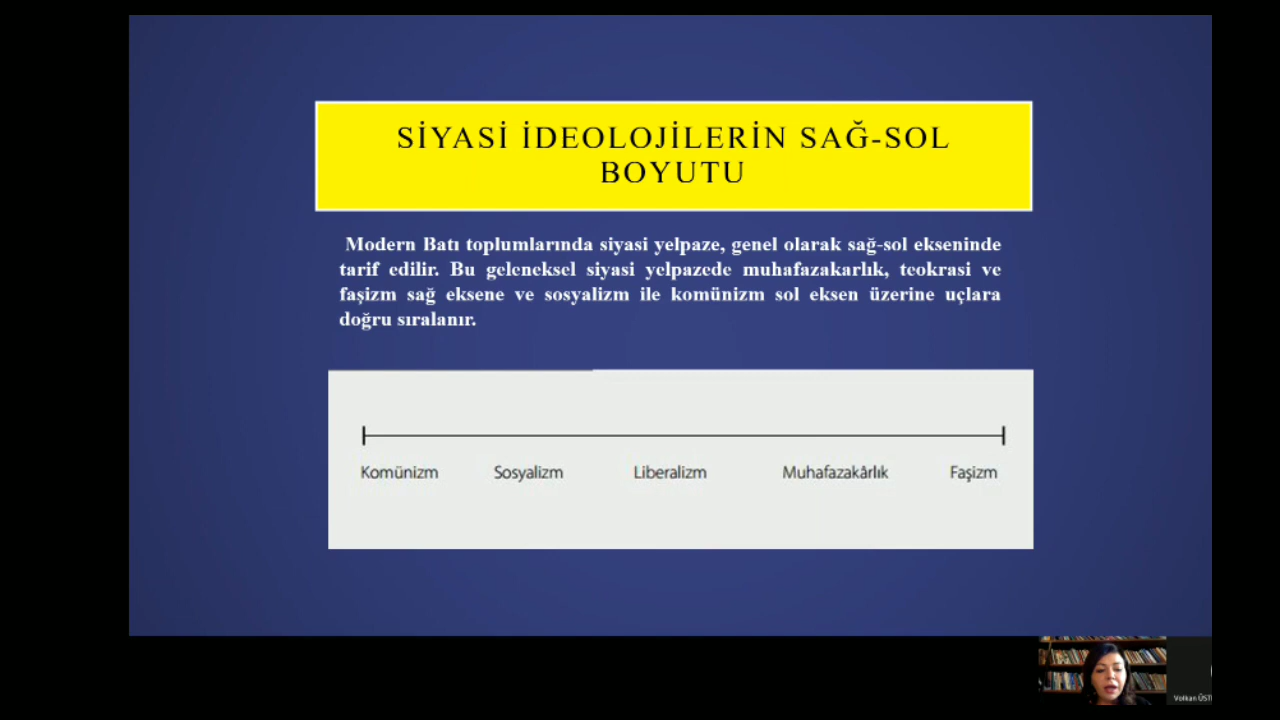 SİYASİ İDEOLOJİLERİN SAĞ-SOL
BOYUTU
Modern Batı toplumlarında siyasi yelpaze, genel olarak sağ-sol ekseninde
tarif edilir. Bu geleneksel siyasi yelpazede muhafazakarlık, teokrasi ve
faşizm sağ eksene ve sosyalizm ile komünizm sol eksen üzerine uçlara
doğru sıralanır.
Komünizm Sosyalizm Liberalizm Muhafazakârlık Faşizm
Volkan